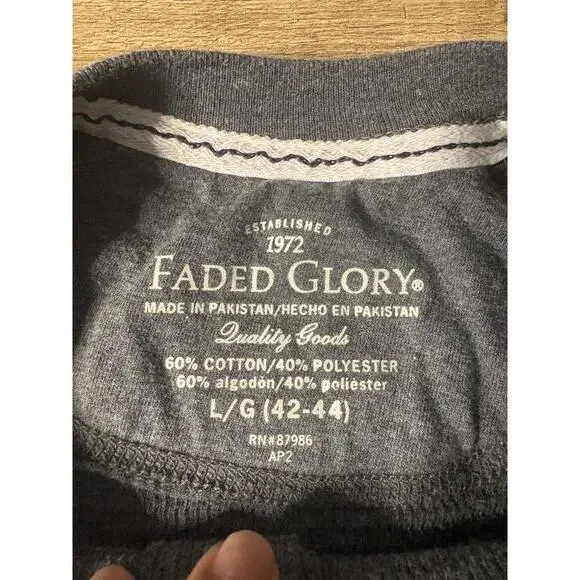 ESTABLISHED
1972
FADED GLORY®
MADE IN PAKISTAN/HECHO EN PAKISTAN
Quality Goods
60% COTTON/40% POLYESTER
60% algodón/40% poliéster
L/G (42-44)
RN#87986
AP2